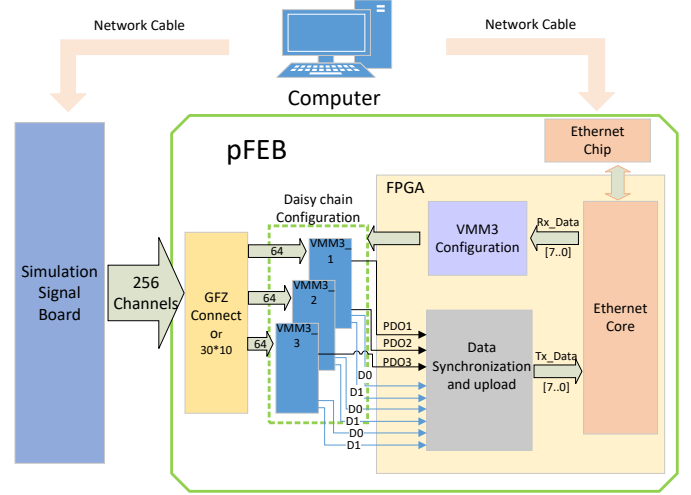 Network Cable
Network Cable
Computer
pFEB
Ethernet
Chip
FPGA
Daisy chain
Configuration
VMM3
Configuration
Rx_Data
[7..0]
Simulation
Signal
Board
256
Channels
GFZ
Connect
or
30*10
64
64
64
VMM3_
1
VMM3_
2
VMM3_
3
PDO1
PDO2
PDO3
D0
D1
D0
D1
D0
D1
Data
Synchronization
and upload
Tx_Data
[7..0]
Ethernet
Core